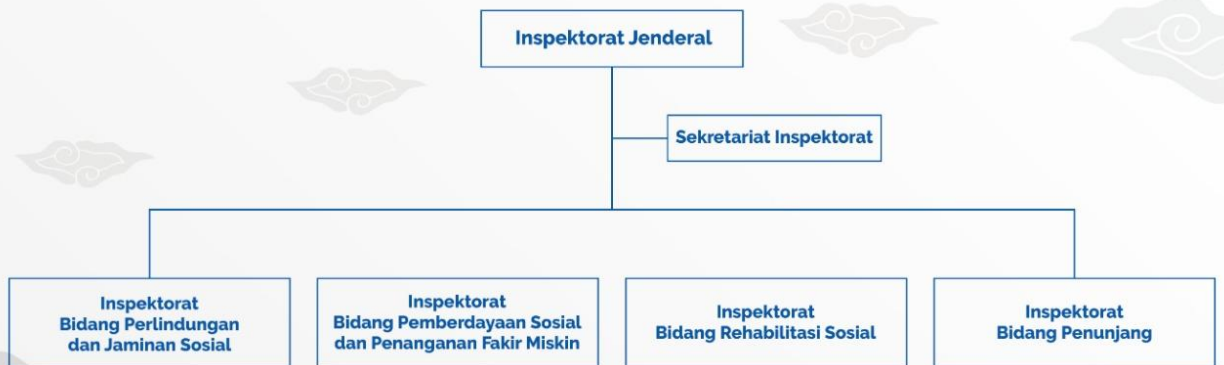 Inspektorat Jenderal
Sekretariat Inspektorat
Inspektorat
Bidang Perlindungan
dan Jaminan Sosial
Inspektorat
Bidang Pemberdayaan Sosial
dan Penanganan Fakir Miskin
Inspektorat
Bidang Rehabilitasi Sosial
Inspektorat
Bidang Penunjang